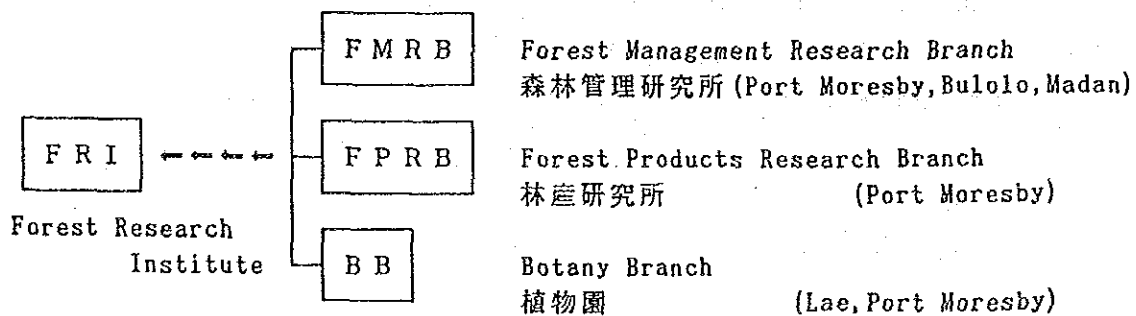 FMRB
Forest Management Research Branch
森林管理研究所(Port Moresby,Bulolo,Madan)
FRI
Forest Research
Institute
FPRB
Forest Products Research Branch
林産研究所 (Port Moresby)
BB
Botany Branch
植物園 (Lae,Port Moresby)